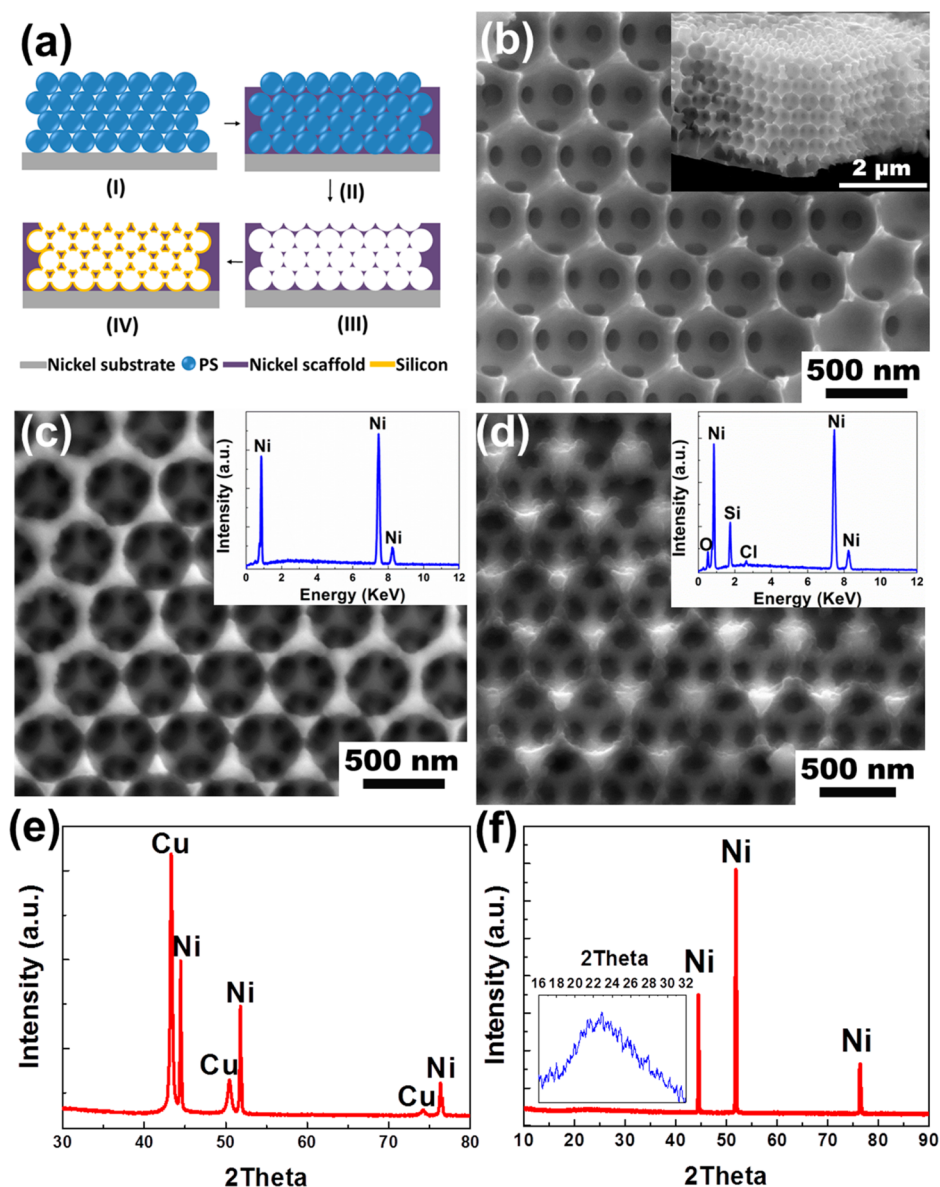 (a)
(I)
(II)
(IV)
(III)
Nickel substrate PS Nickel scaffold Silicon
(b)
2 µm
500 nm
(c)
Intensity (a.u.)
Ni
Ni
Ni
0 2 4 6 8 10 12
Energy (KeV)
500 nm
(d)
Intensity (a.u.)
Ni
Ni
Si
O
Cl
Ni
0 2 4 6 8 10 12
Energy (KeV)
500 nm
(e)
Intensity (a.u.)
Cu
Ni
Ni
Cu
Cu
Ni
30 40 50 60 70 80
2Theta
(f)
Intensity (a.u.)
Ni
Ni
Ni
2Theta
16 18 20 22 24 26 28 30 32
10 20 30 40 50 60 70 80 90
2Theta